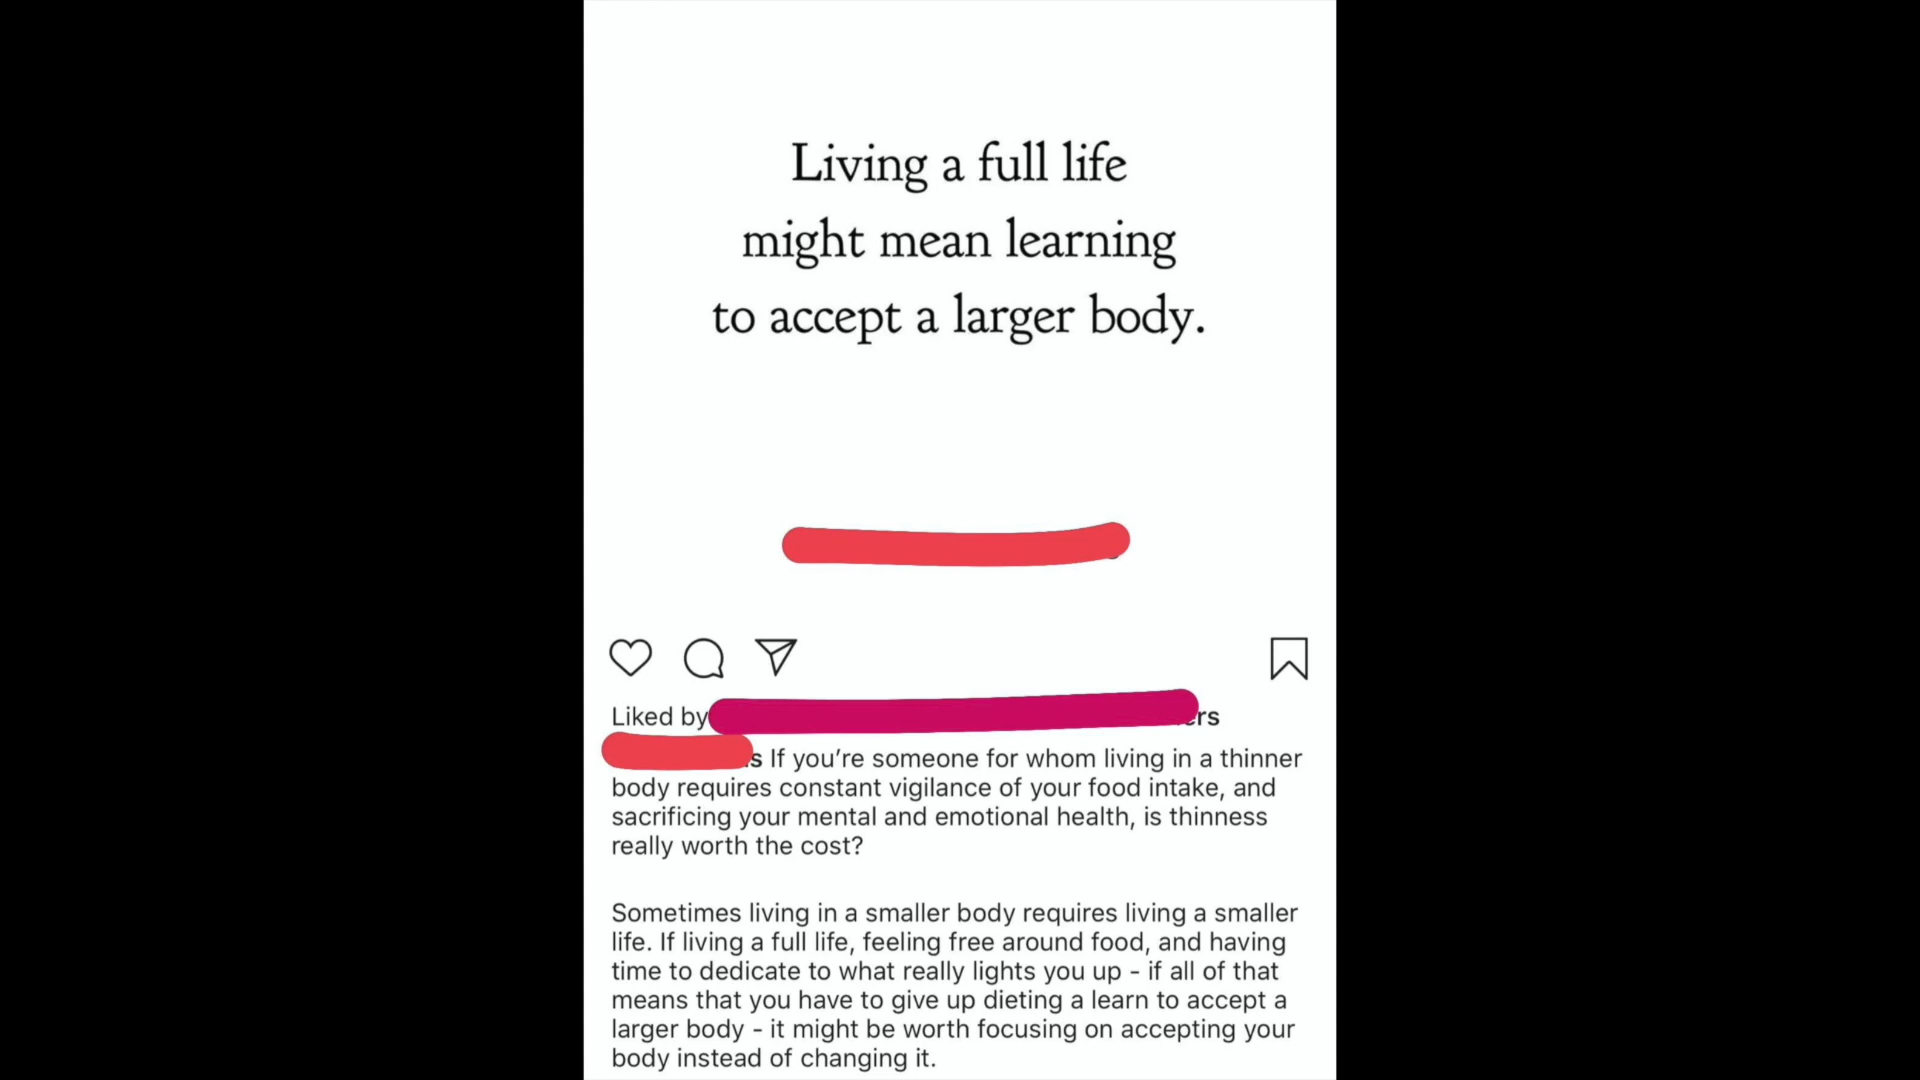 Living a full life
might mean learning
to accept a larger body.
Liked by
If you’re someone for whom living in a thinner
body requires constant vigilance of your food intake, and
sacrificing your mental and emotional health, is thinness
really worth the cost?
Sometimes living in a smaller body requires living a smaller
life. If living a full life, feeling free around food, and having
time to dedicate to what really lights you up - if all of that
means that you have to give up dieting a learn to accept a
larger body - it might be worth focusing on accepting your
body instead of changing it.